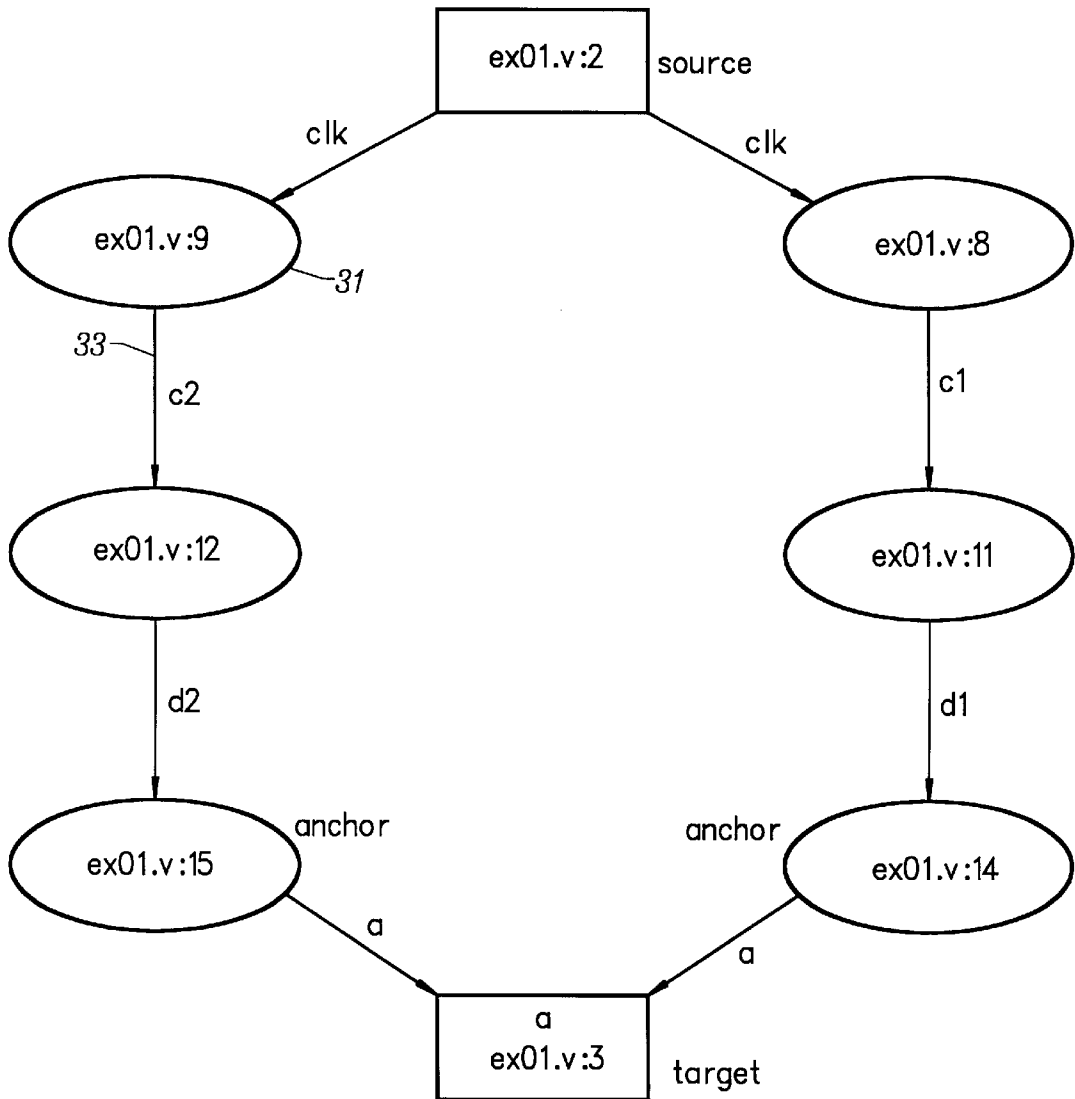 ex01.v:2
source
clk
clk
ex01.v:9
ex01.v:8
31
33
c2
c1
ex01.v:12
ex01.v:11
d2
d1
anchor
anchor
ex01.v:15
ex01.v:14
a
a
a
ex01.v:3
target